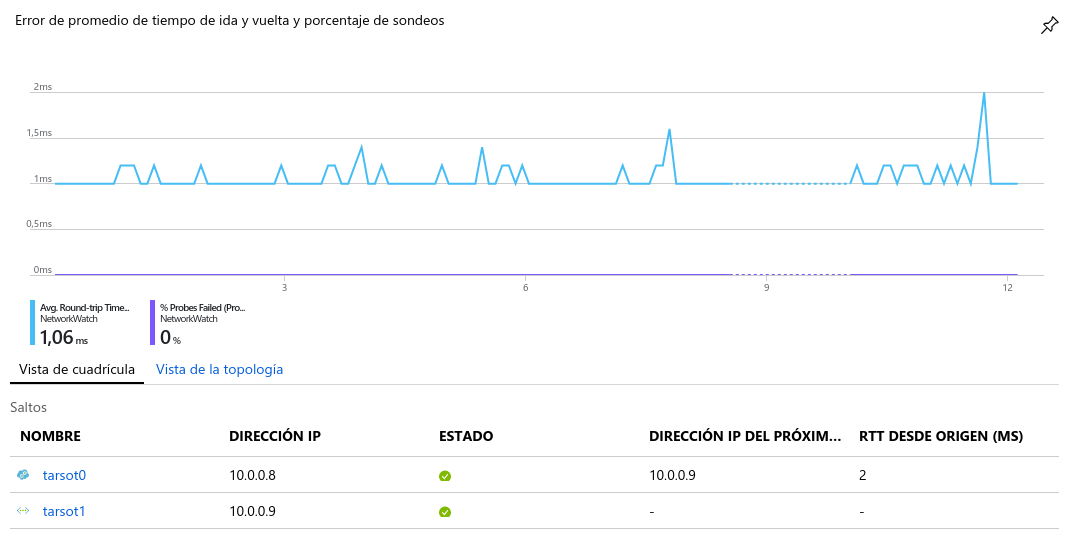 Error de promedio de tiempo de ida y vuelta y porcentaje de sondeos
2ms
1,5ms
1ms
0,5ms
0ms
3 6 9 12
Avg. Round-trip Time... % Probes Failed (Pro...
NetworkWatch NetworkWatch
1,06 ms 0 %
Vista de cuadrícula Vista de la topología
Saltos
NOMBRE DIRECCIÓN IP ESTADO DIRECCIÓN IP DEL PRÓXIM... RTT DESDE ORIGEN (MS)
tarsot0 10.0.0.8 10.0.0.9 2
tarsot1 10.0.0.9 - -